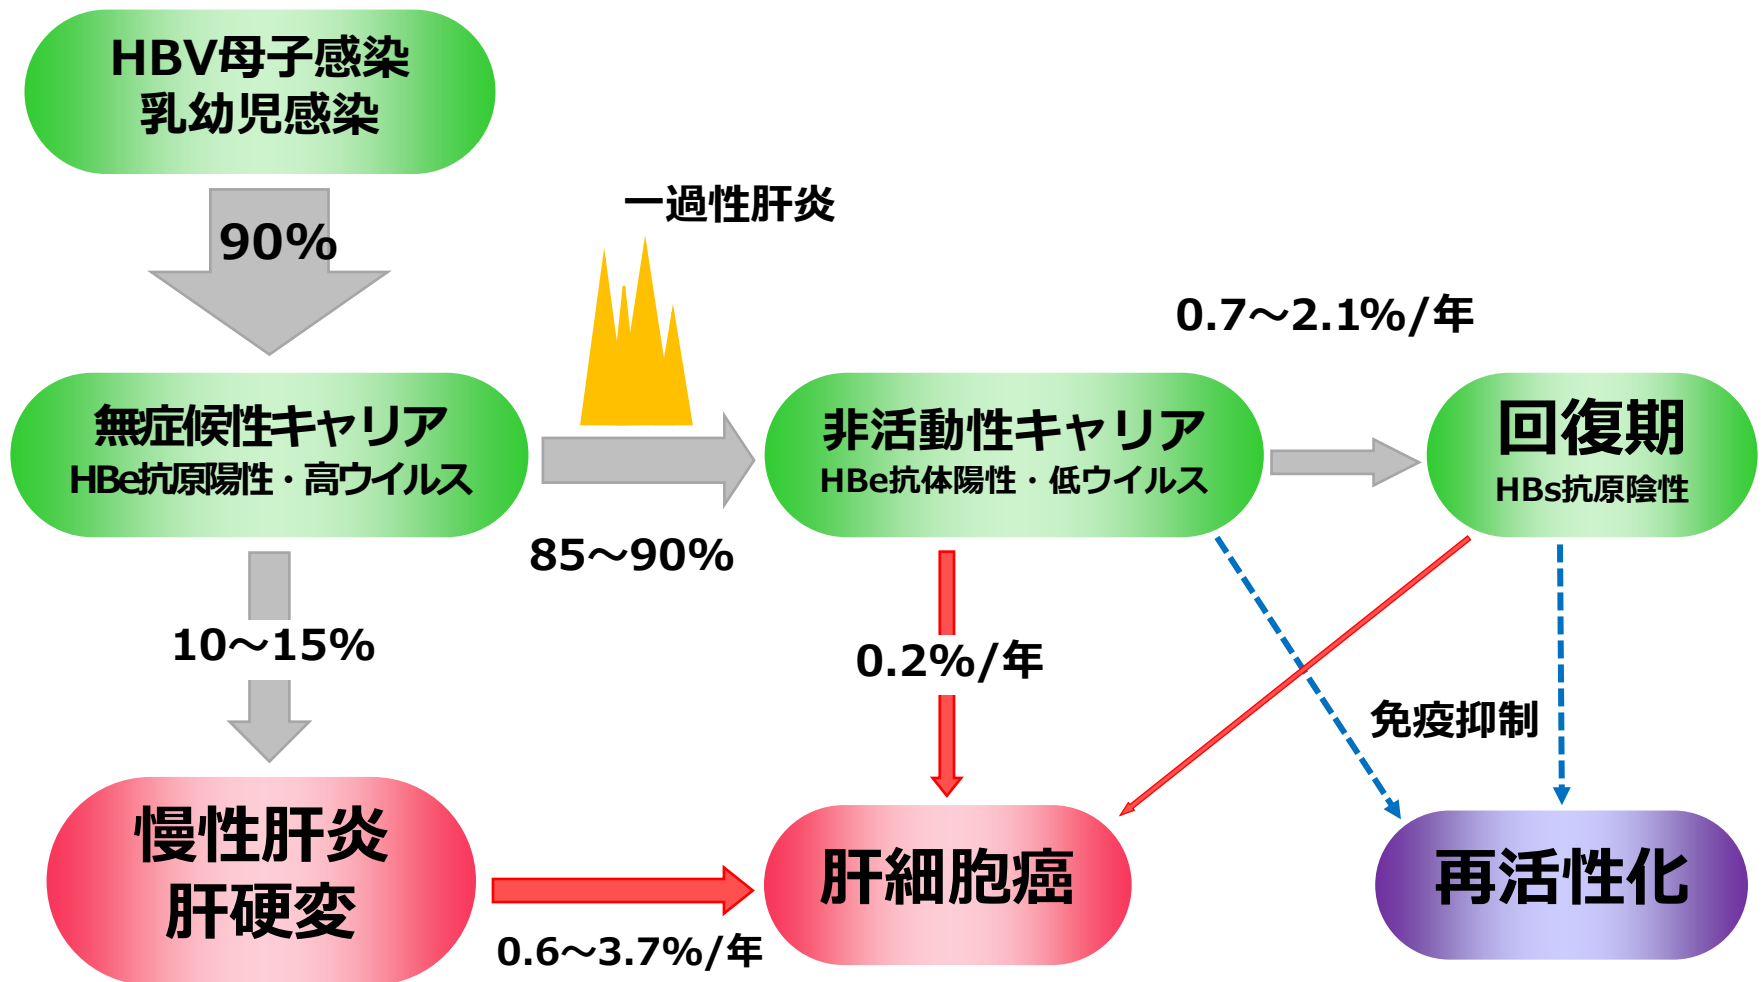 HBV母子感染
乳幼児感染
90%
一過性肝炎
0.7～2.1%/年
無症候性キャリア
HBe抗原陽性・高ウイルス
非活動性キャリア
HBe抗体陽性・低ウイルス
回復期
HBs抗原陰性
85～90%
10～15%
0.2%/年
免疫抑制
慢性肝炎
肝硬変
肝細胞癌
再活性化
0.6～3.7%/年